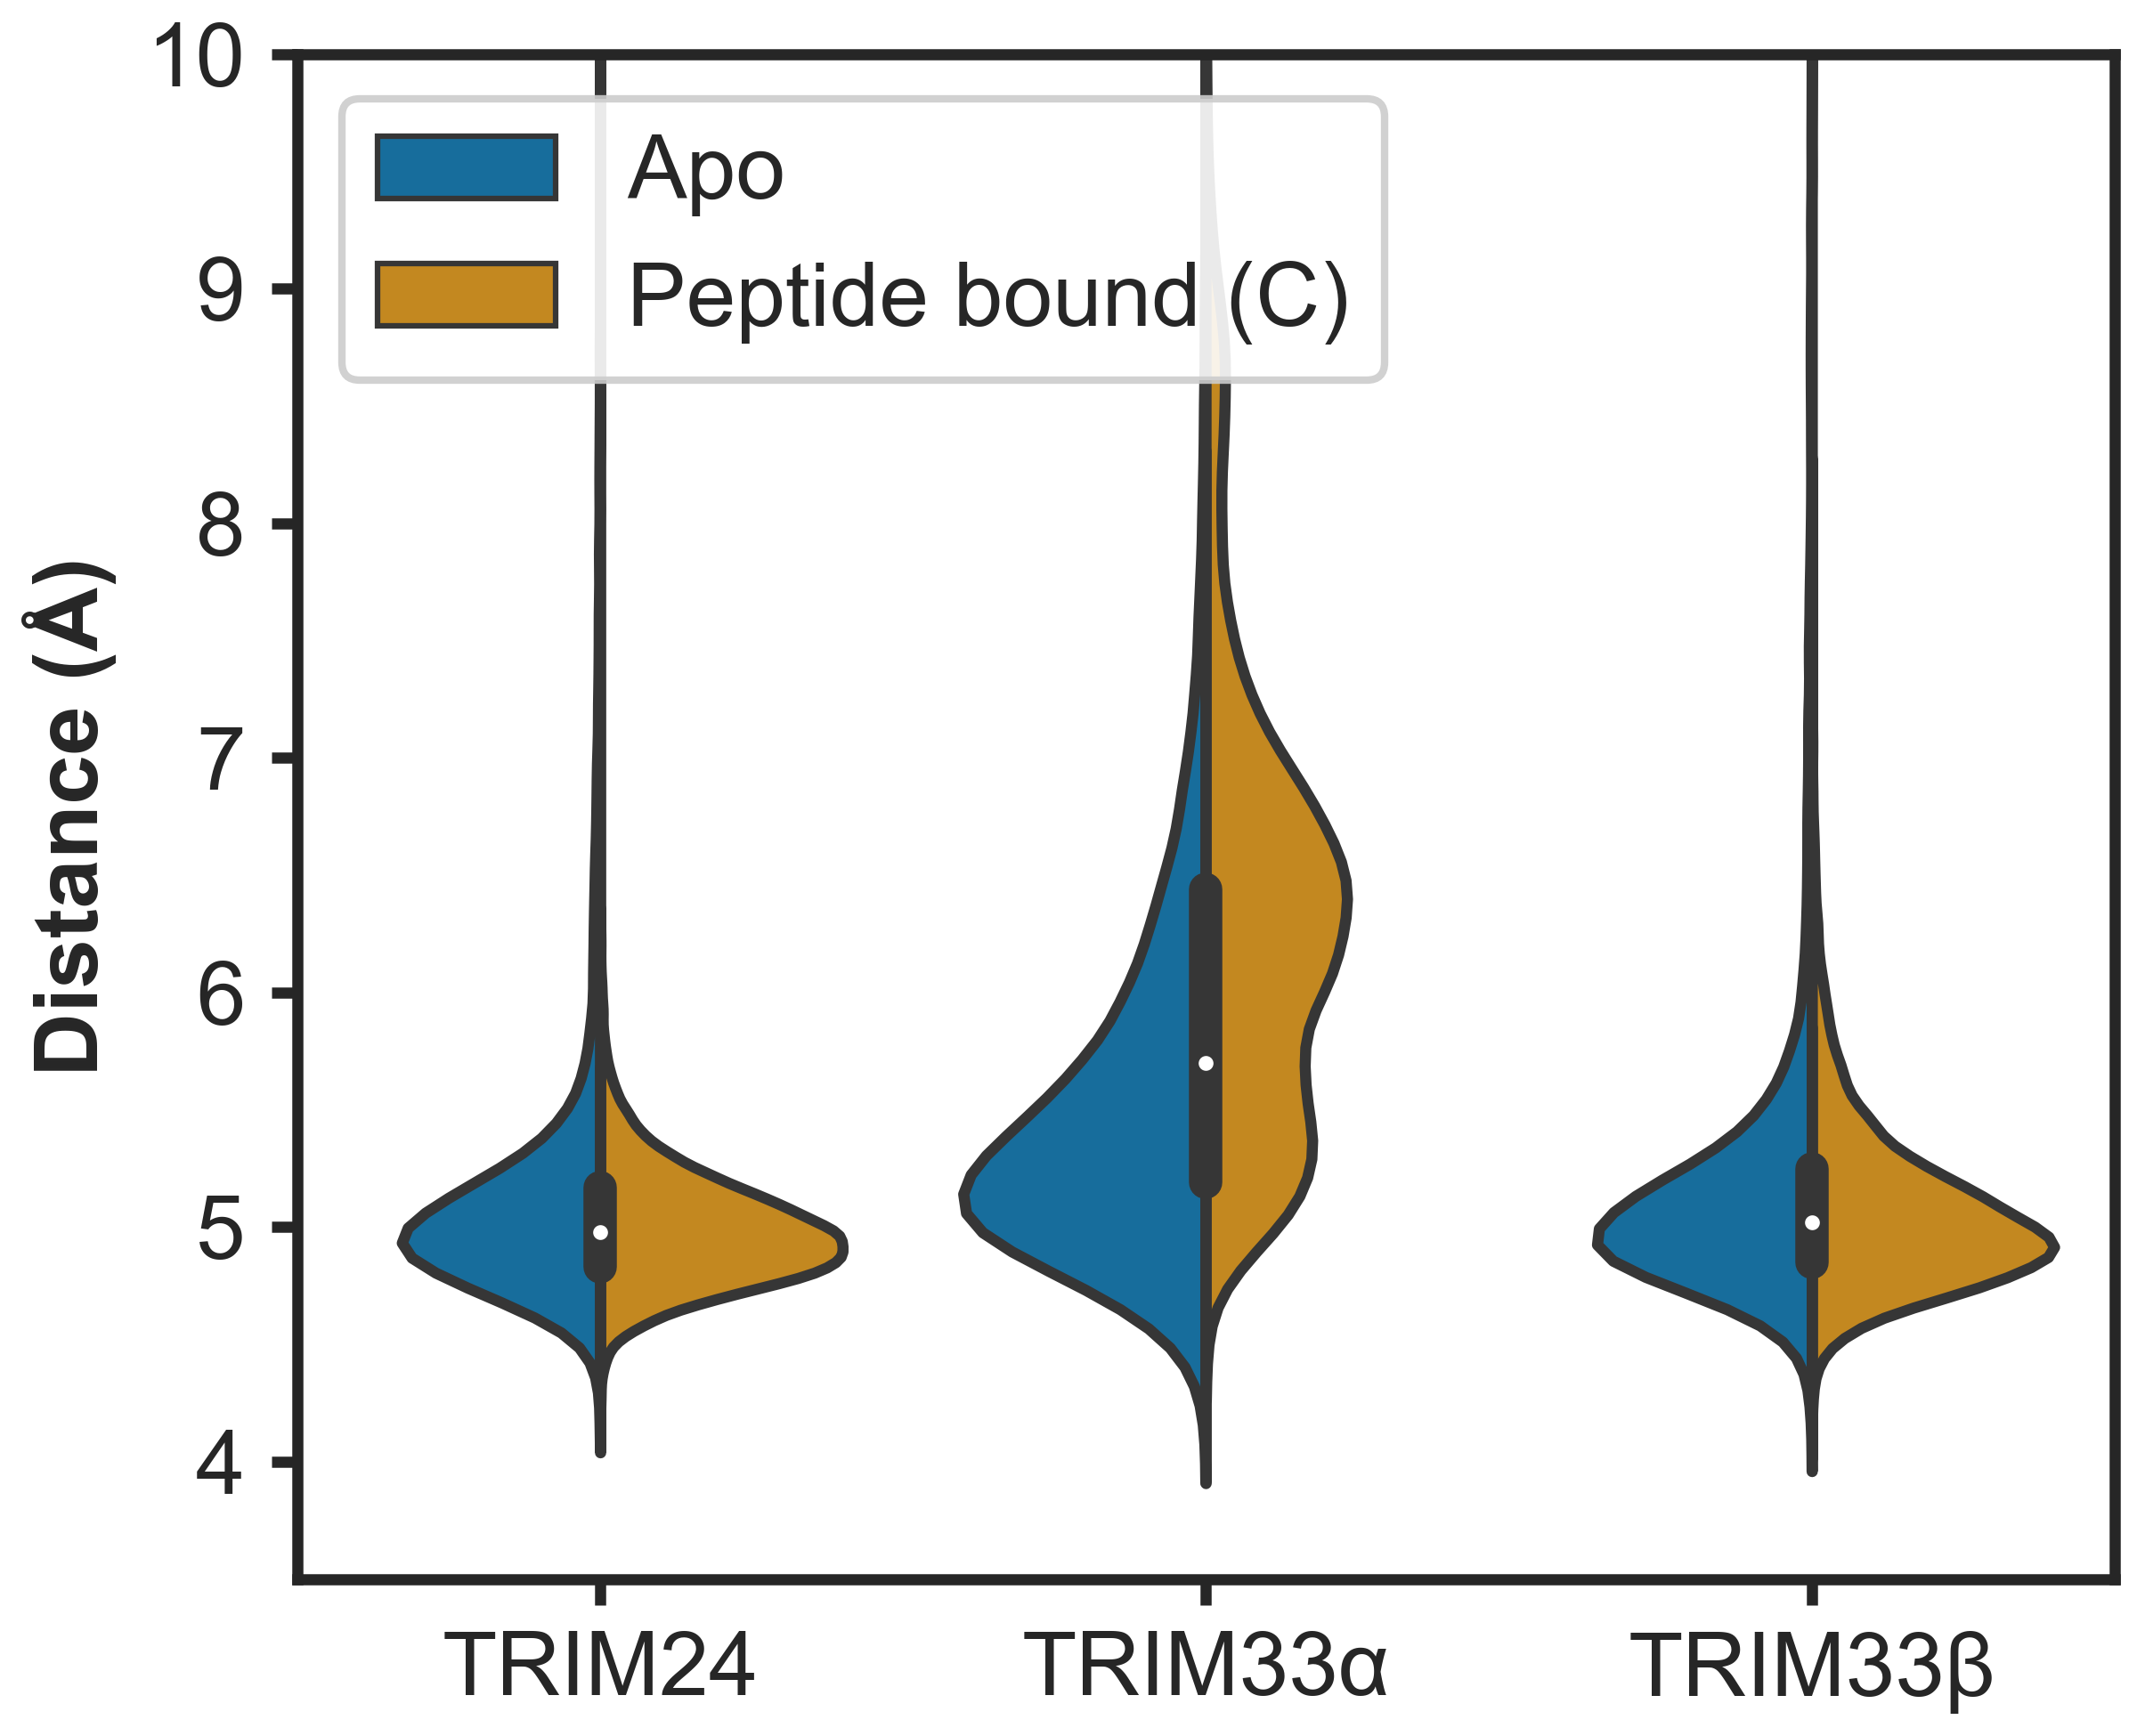 10
9
8
7
6
5
4
Distance (Å)
Apo
Peptide bound (C)
TRIM24
TRIM33α
TRIM33β